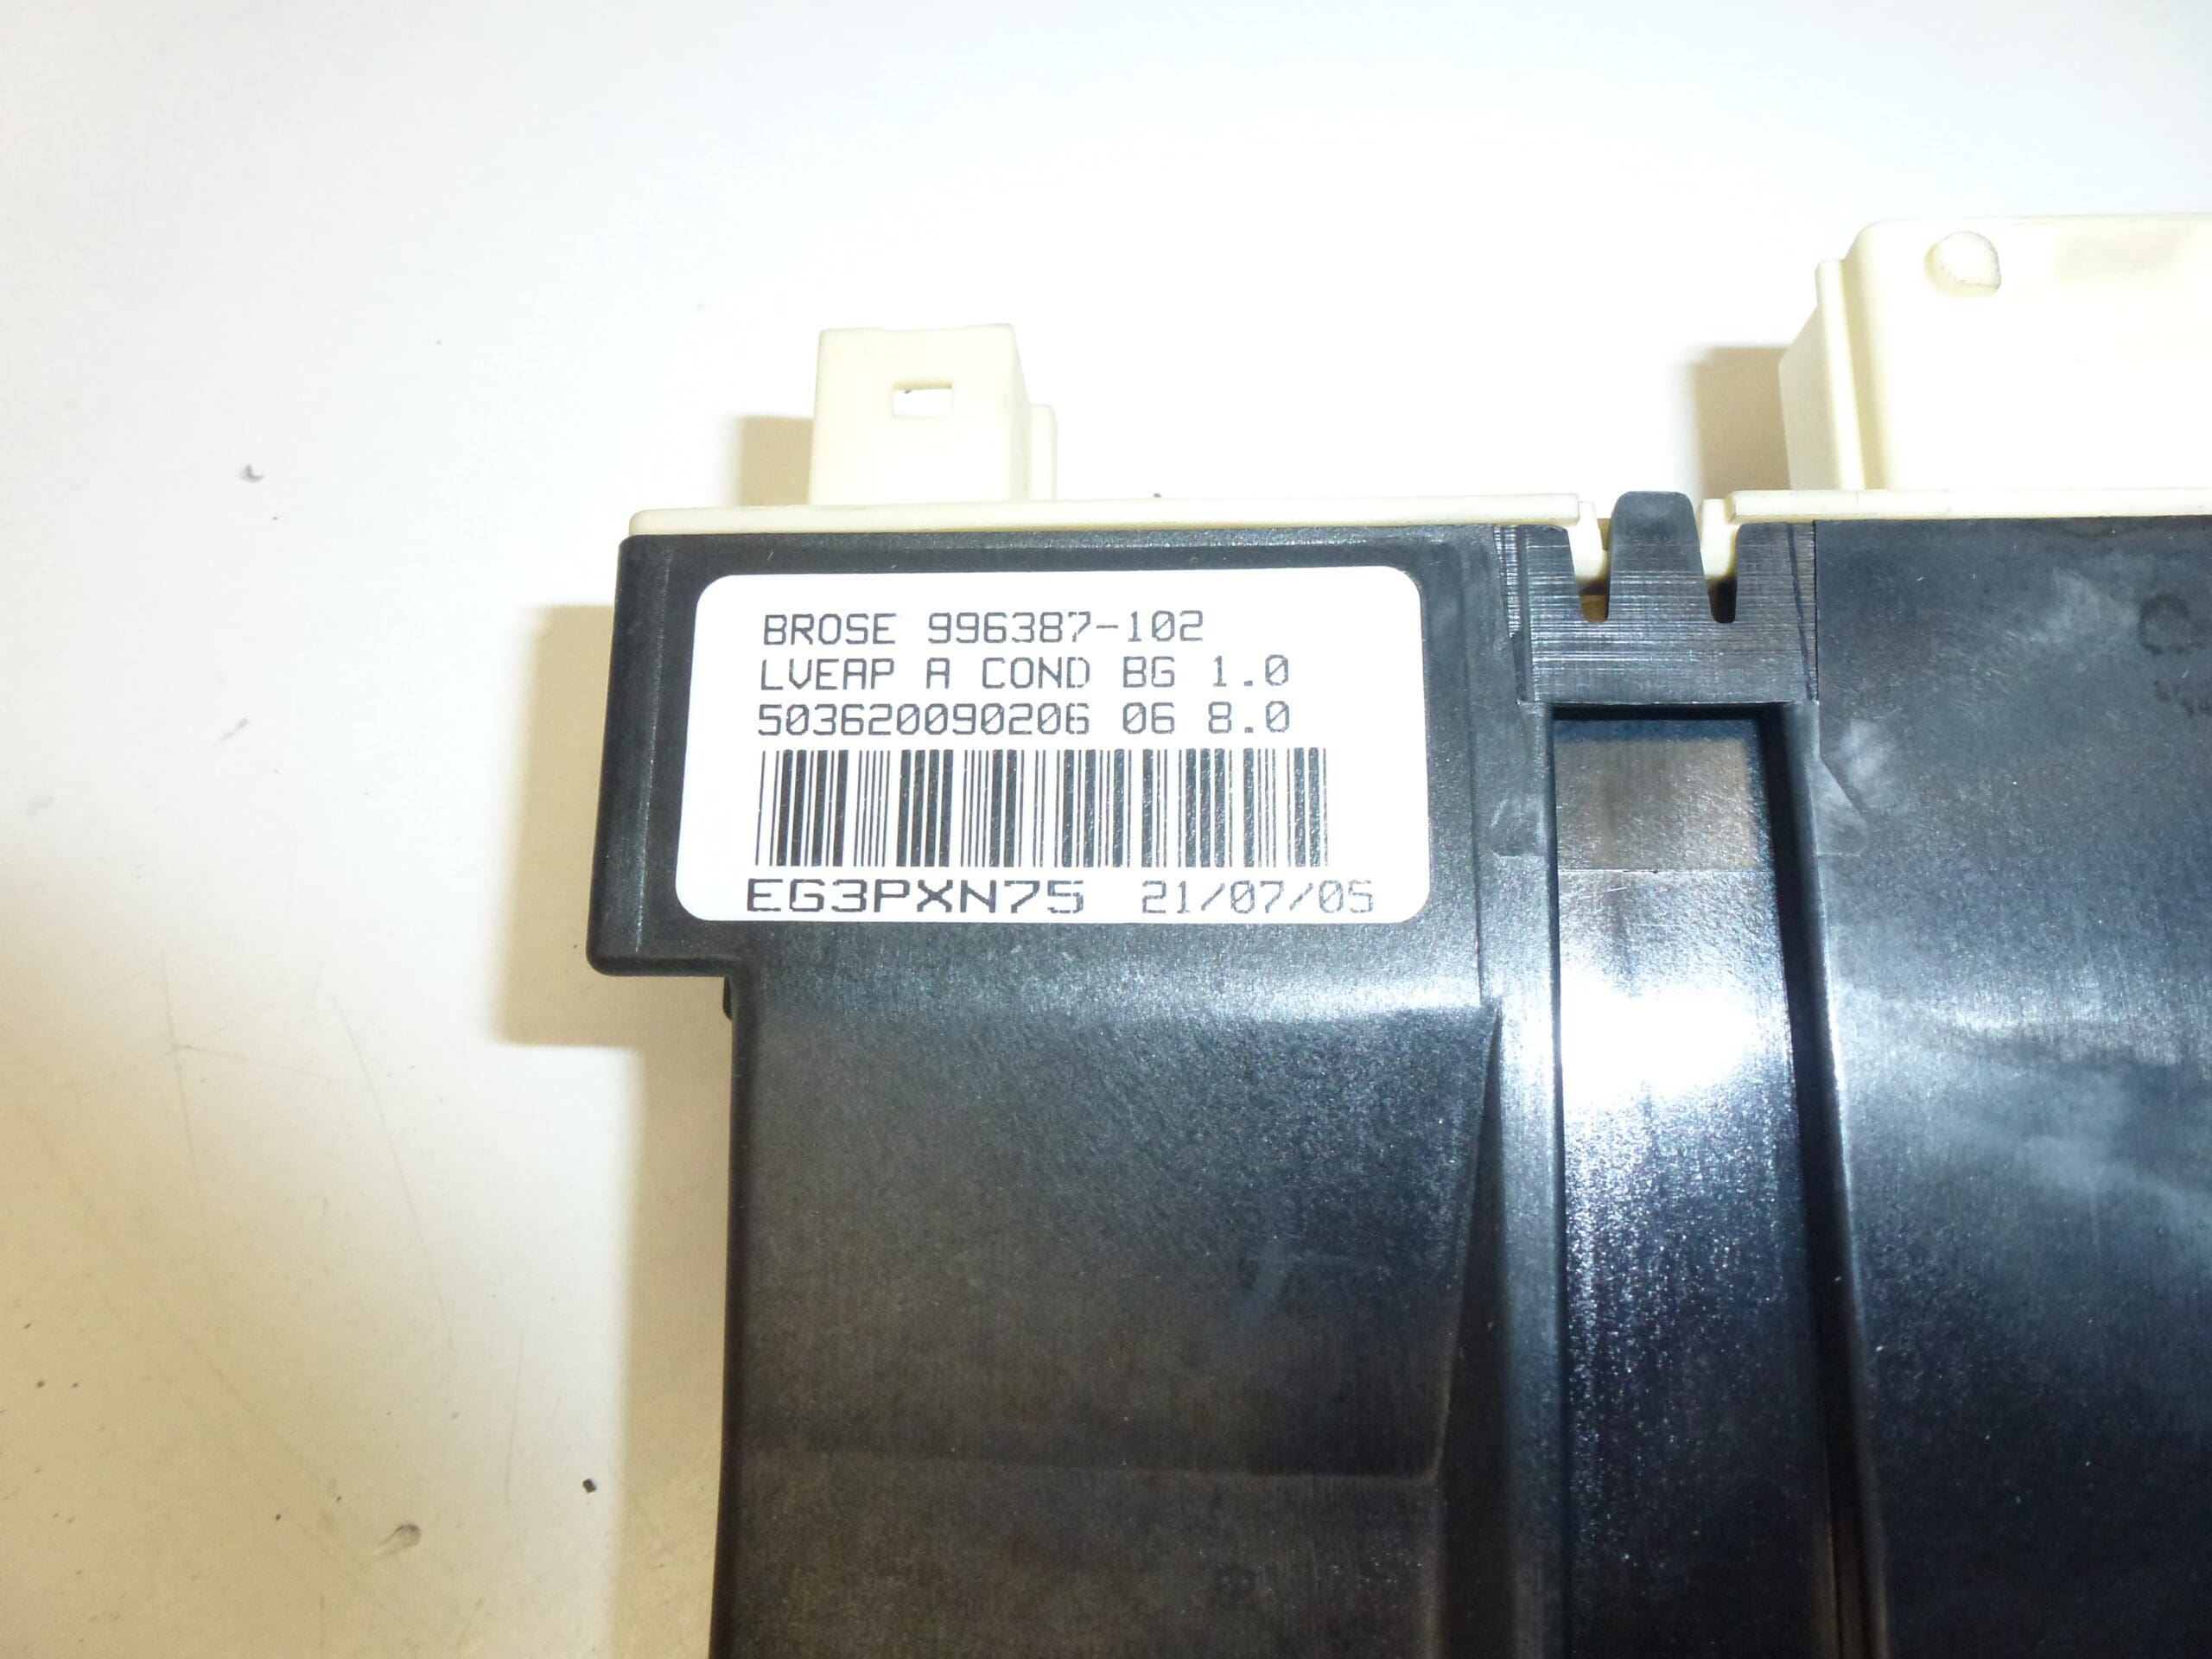 BROSE 996387-102
LVEAP A COND BG 1.0
503620090206 06 8.0
EG3PXN75 21/07/05